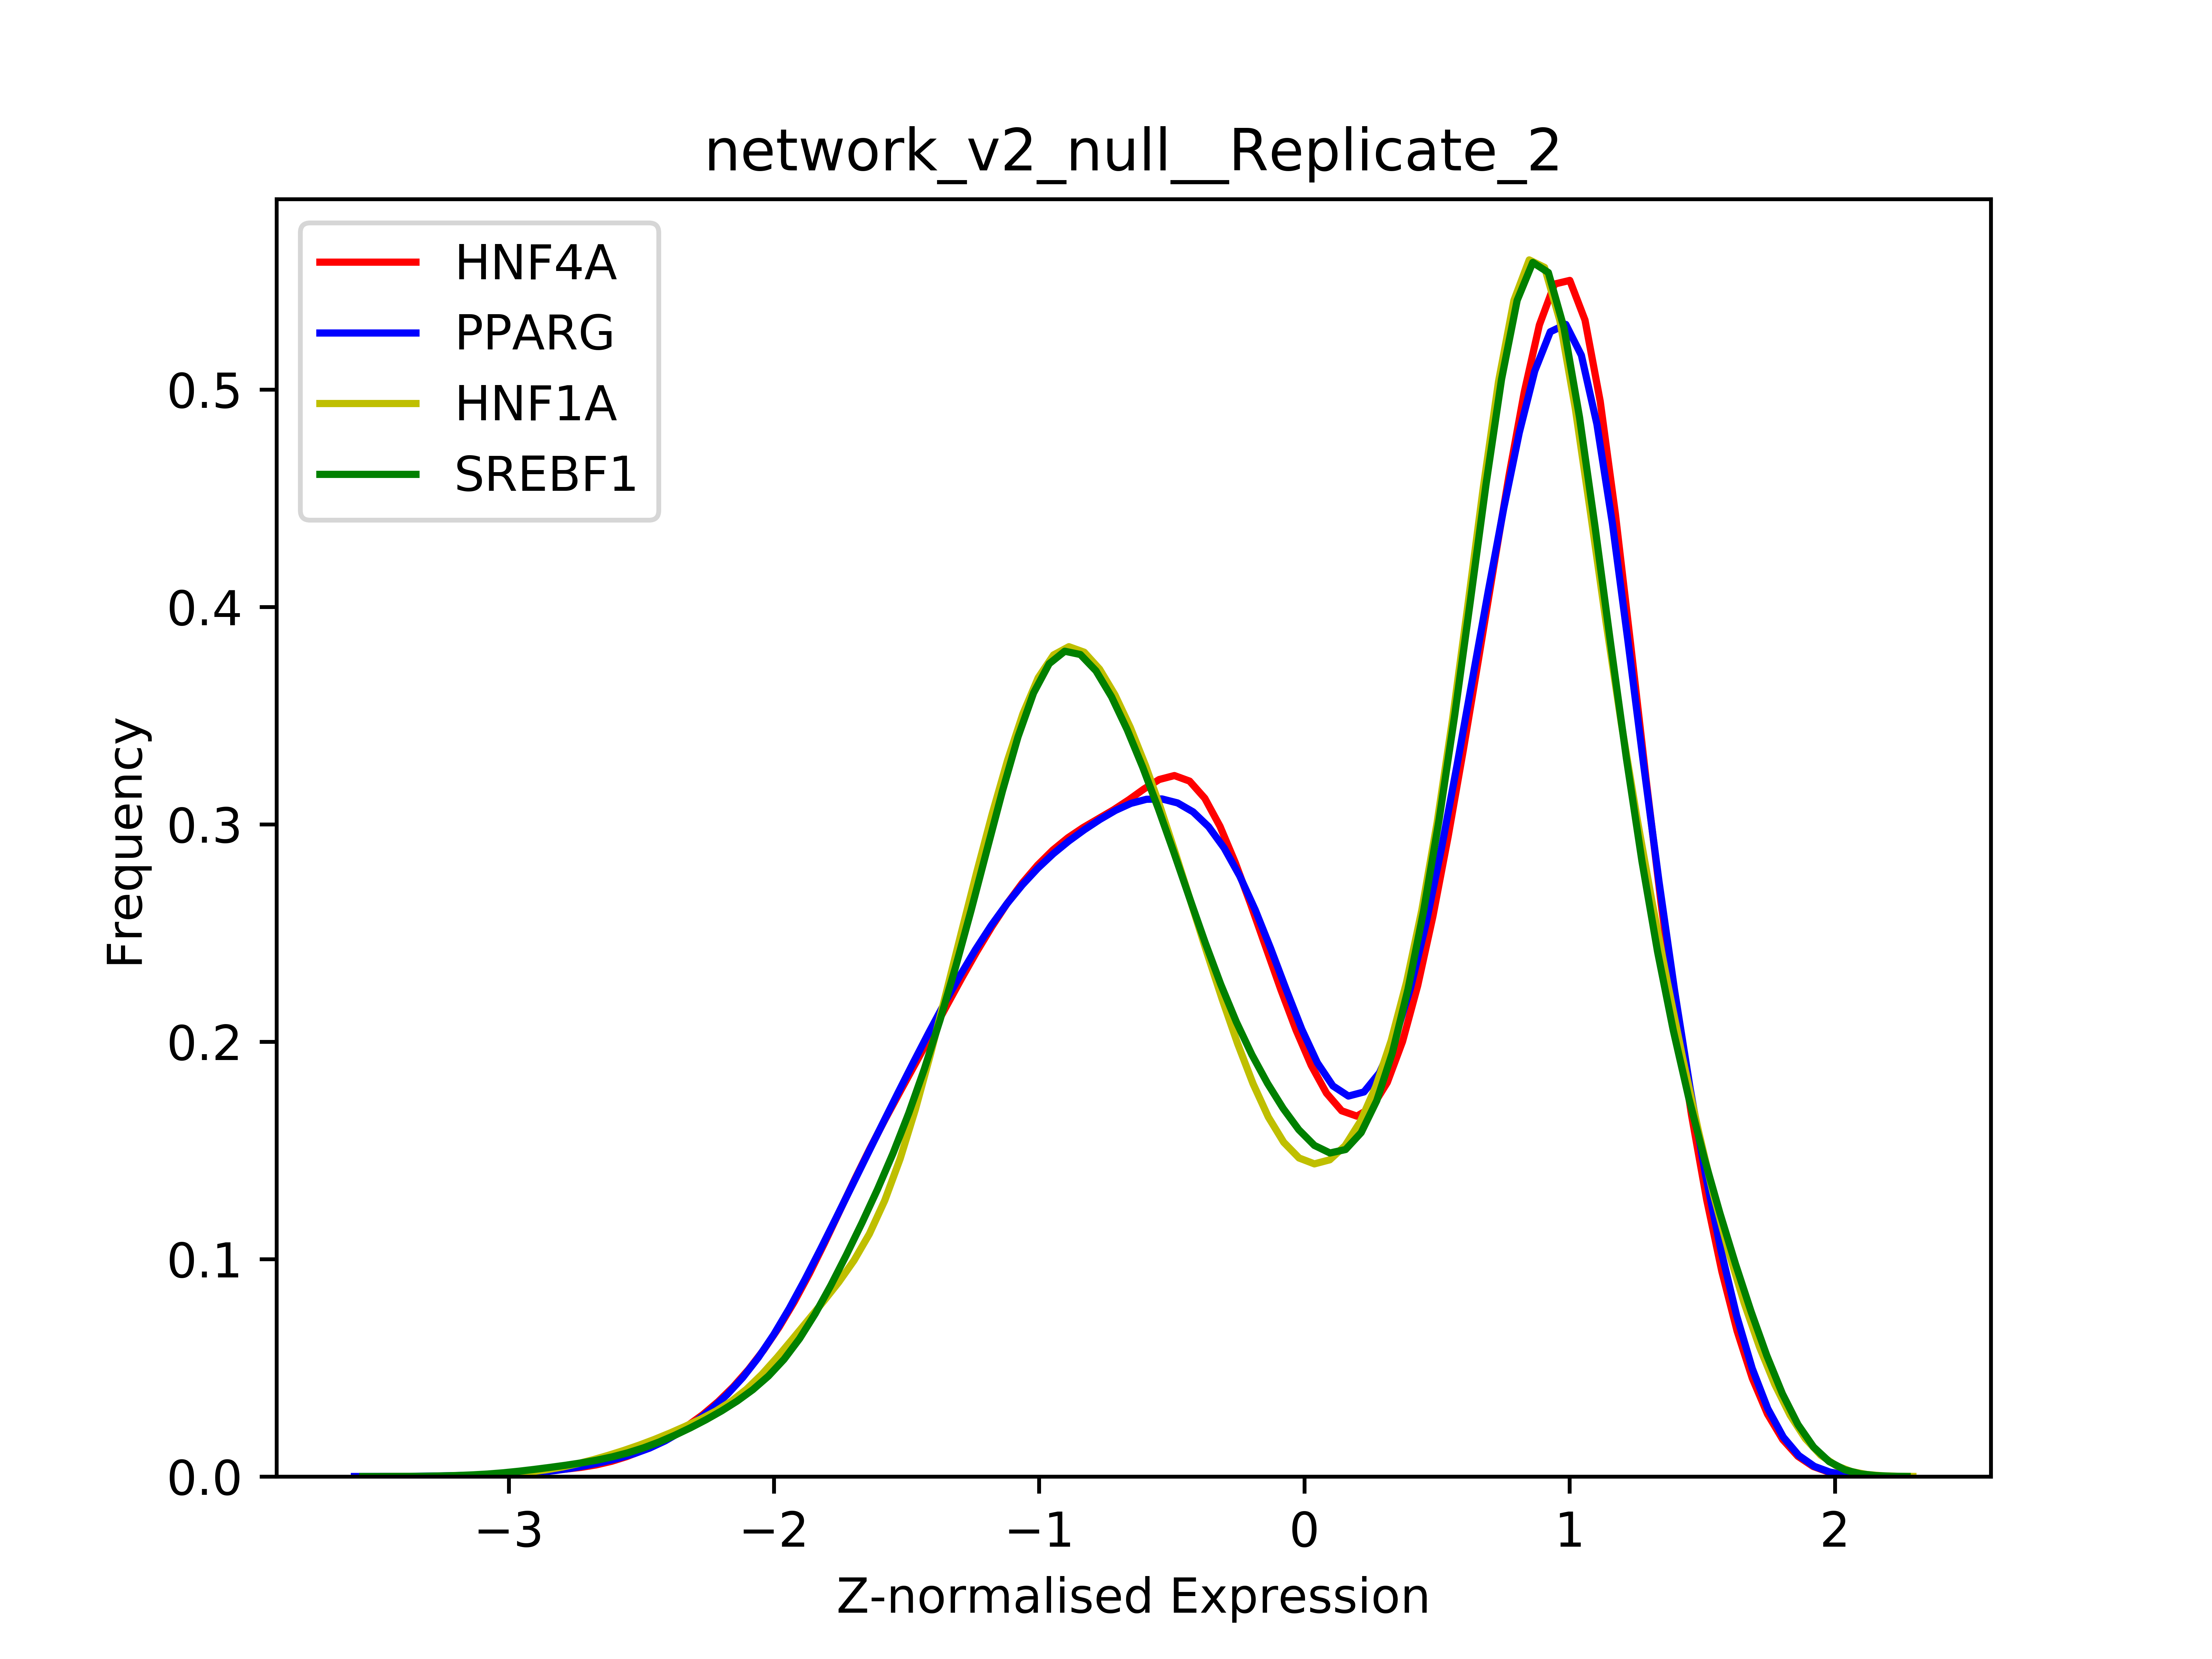 network_v2_null__Replicate_2
HNF4A
PPARG
HNF1A
SREBF1
Frequency
0.5
0.4
0.3
0.2
0.1
0.0
−3 −2 −1 0 1 2
Z-normalised Expression